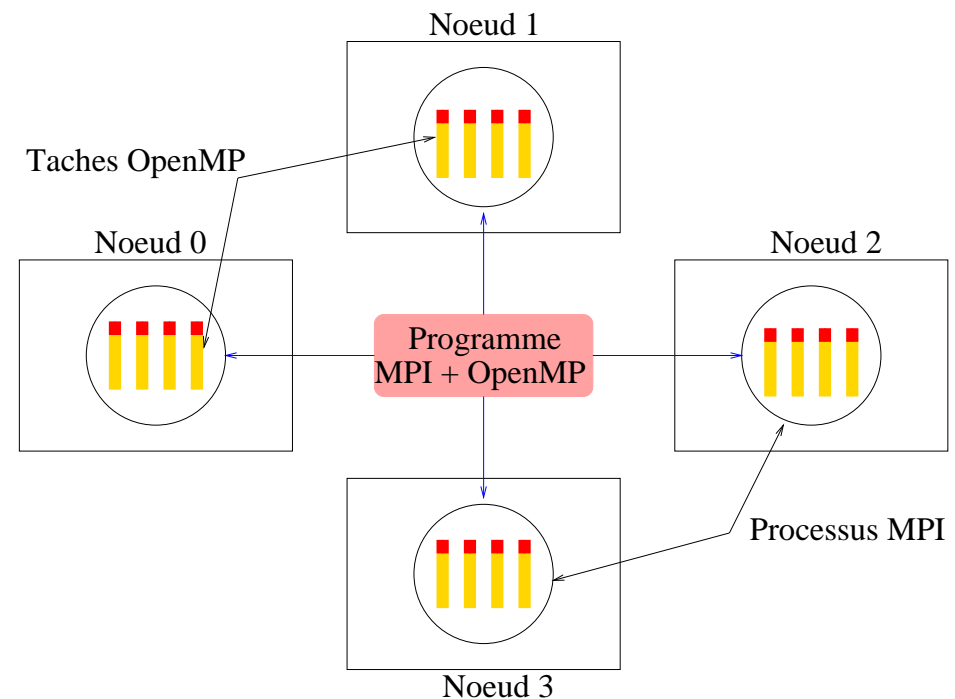 Noeud 1
Taches OpenMP
Noeud 0
Noeud 2
Programme
MPI + OpenMP
Processus MPI
Noeud 3